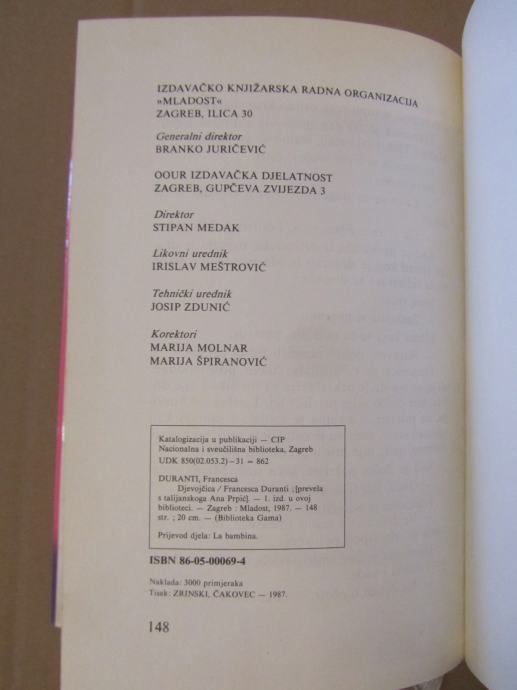 IZDAVAČKO KNJIŽARSKA RADNA ORGANIZACIJA
»MLADOST«
ZAGREB, ILICA 30
Generalni direktor
BRANKO JURIČEVIĆ
OOUR IZDAVAČKA DJELATNOST
ZAGREB, GUPČEVA ZVIJEZDA 3
Direktor
STIPAN MEDAK
Likovni urednik
IRISLAV MEŠTROVIĆ
Tehnički urednik
JOSIP ZDUNIĆ
Korektori
MARIJA MOLNAR
MARIJA ŠPIRANOVIĆ
Katalogizacija u publikaciji — CIP
Nacionalna i sveučilišna biblioteka, Zagreb
UDK 850(02.053.2)—31 = 862
DURANTI, Francesca
Djevojčica / Francesca Duranti ; [prevela
s talijanskoga Ana Prpić]. — 1. izd. u ovoj
biblioteci. — Zagreb : Mladost, 1987. — 148
str. ; 20 cm. — (Biblioteka Gama)
Prijevod djela: La bambina.
ISBN 86-05-00069-4
Naklada: 3000 primjeraka
Tisak: ZRINSKI, ČAKOVEC — 1987.
148